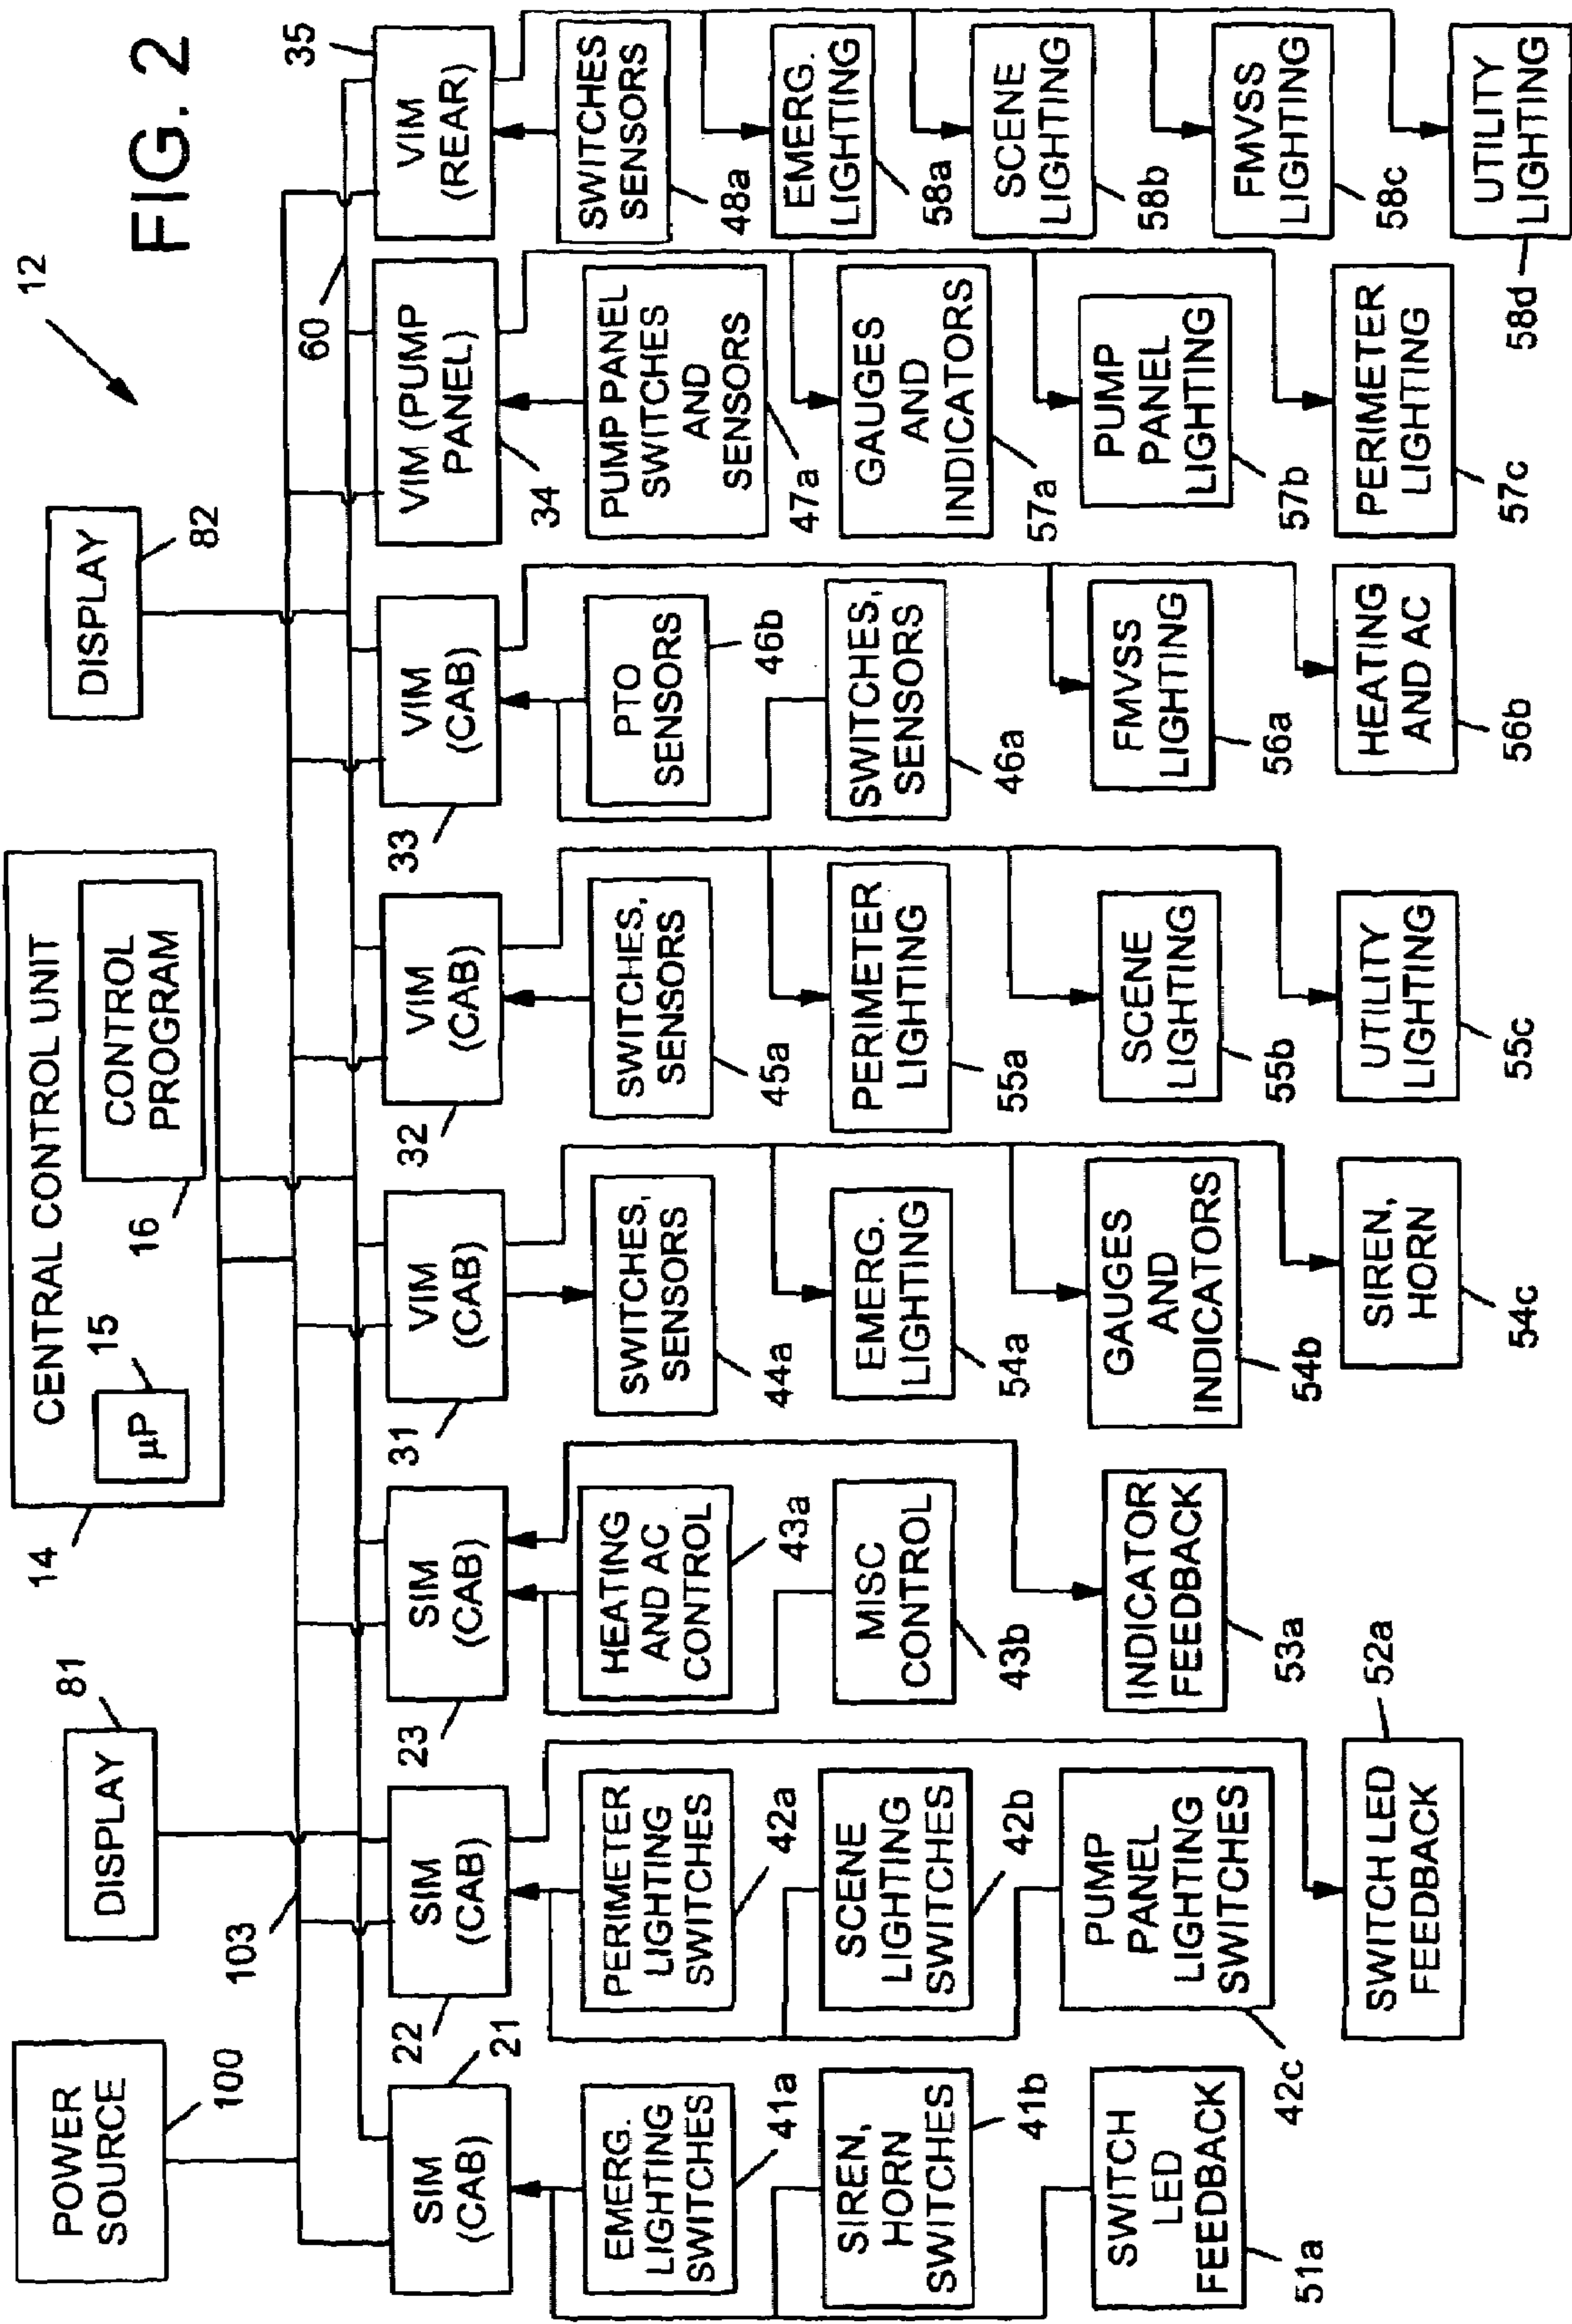 FIG. 2
12
POWER
SOURCE
100
103
DISPLAY
81
14
CENTRAL CONTROL UNIT
µP
15
CONTROL
PROGRAM
16
DISPLAY
82
60
SIM
(CAB)
21
EMERG.
LIGHTING
SWITCHES
41a
SIREN,
HORN
SWITCHES
41b
SWITCH
LED
FEEDBACK
51a
SIM
(CAB)
22
PERIMETER
LIGHTING
SWITCHES
42a
SCENE
LIGHTING
SWITCHES
42b
PUMP
PANEL
LIGHTING
SWITCHES
42c
SWITCH LED
FEEDBACK
52a
SIM
(CAB)
23
HEATING
AND AC
CONTROL
43a
MISC
CONTROL
43b
INDICATOR
FEEDBACK
53a
VIM
(CAB)
31
SWITCHES,
SENSORS
44a
EMERG.
LIGHTING
54a
GAUGES
AND
INDICATORS
54b
SIREN,
HORN
54c
VIM
(CAB)
32
SWITCHES,
SENSORS
45a
PERIMETER
LIGHTING
55a
SCENE
LIGHTING
55b
UTILITY
LIGHTING
55c
VIM
(CAB)
33
PTO
SENSORS
46b
SWITCHES,
SENSORS
46a
FMVSS
LIGHTING
56a
HEATING
AND AC
56b
VIM (PUMP
PANEL)
34
PUMP PANEL
SWITCHES
AND
SENSORS
47a
GAUGES
AND
INDICATORS
57a
PUMP
PANEL
LIGHTING
57b
PERIMETER
LIGHTING
57c
VIM
(REAR)
35
SWITCHES
SENSORS
48a
EMERG.
LIGHTING
58a
SCENE
LIGHTING
58b
FMVSS
LIGHTING
58c
UTILITY
LIGHTING
58d